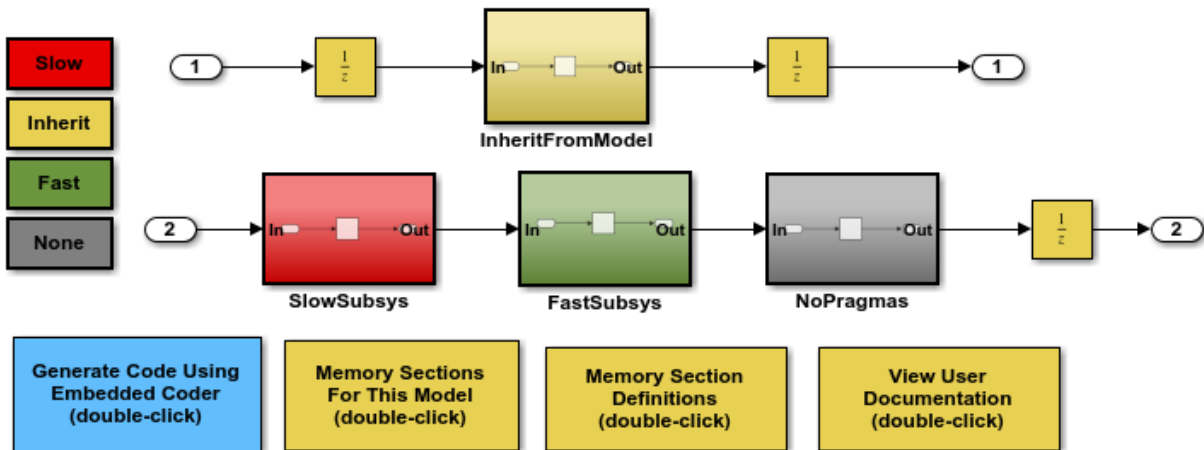 Slow
Inherit
Fast
None
1
1
z
In
Out
InheritFromModel
1
z
1
2
In
Out
SlowSubsys
In
Out
FastSubsys
In
Out
NoPragmas
1
z
2
Generate Code Using
Embedded Coder
(double-click)
Memory Sections
For This Model
(double-click)
Memory Section
Definitions
(double-click)
View User
Documentation
(double-click)